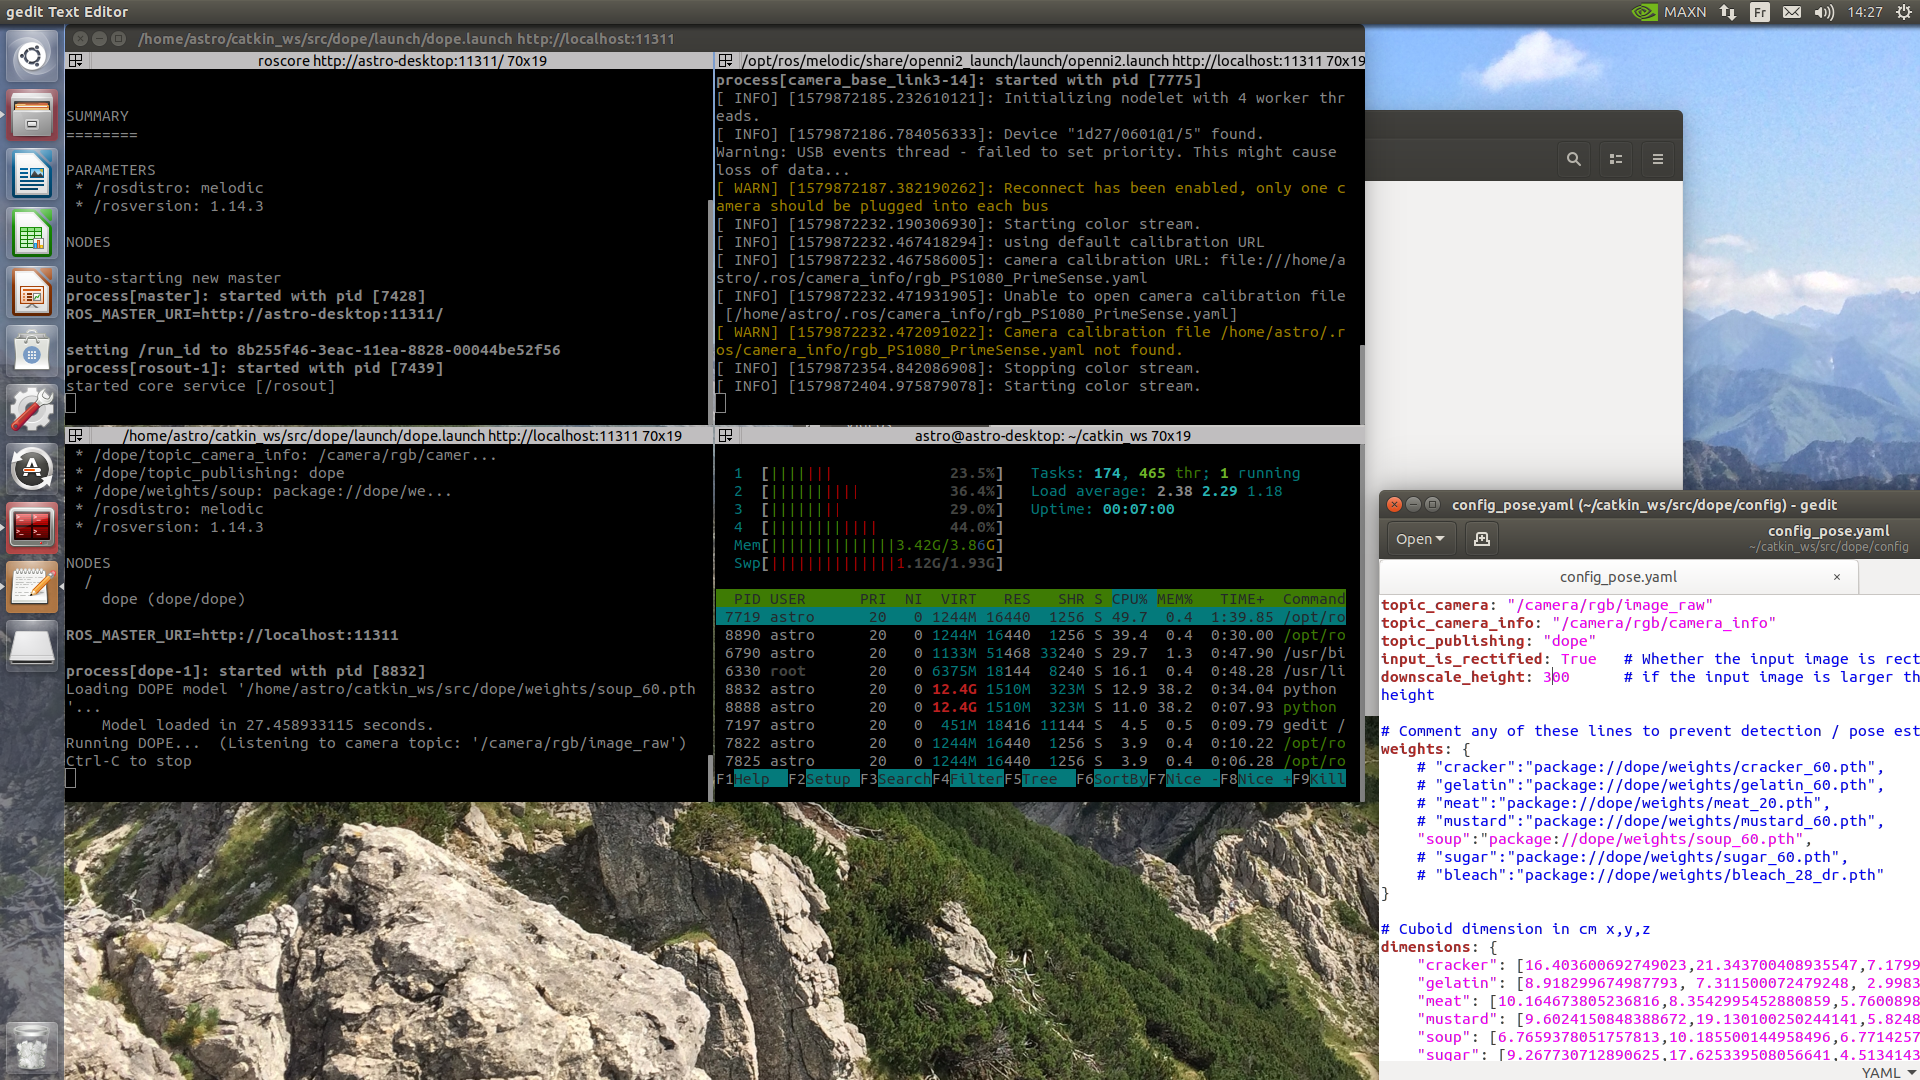 gedit Text Editor
MAXN
Fr
14:27
/home/astro/catkin_ws/src/dope/launch/dope.launch http://localhost:11311
roscore http://astro-desktop:11311/ 70x19
SUMMARY
========
PARAMETERS
* /rosdistro: melodic
* /rosversion: 1.14.3
NODES
auto-starting new master
process[master]: started with pid [7428]
ROS_MASTER_URI=http://astro-desktop:11311/
setting /run_id to 8b255f46-3eac-11ea-8828-00044be52f56
process[rosout-1]: started with pid [7439]
started core service [/rosout]
/opt/ros/melodic/share/openni2_launch/launch/openni2.launch http://localhost:11311 70x19
process[camera_base_link3-14]: started with pid [7775]
[ INFO] [1579872185.232610121]: Initializing nodelet with 4 worker thr
eads.
[ INFO] [1579872186.784056333]: Device "1d27/0601@1/5" found.
Warning: USB events thread - failed to set priority. This might cause
loss of data...
[ WARN] [1579872187.382190262]: Reconnect has been enabled, only one c
amera should be plugged into each bus
[ INFO] [1579872232.190306930]: Starting color stream.
[ INFO] [1579872232.467418294]: using default calibration URL
[ INFO] [1579872232.467586005]: camera calibration URL: file:///home/a
stro/.ros/camera_info/rgb_PS1080_PrimeSense.yaml
[ INFO] [1579872232.471931905]: Unable to open camera calibration file
[/home/astro/.ros/camera_info/rgb_PS1080_PrimeSense.yaml]
[ WARN] [1579872232.472091022]: Camera calibration file /home/astro/.r
os/camera_info/rgb_PS1080_PrimeSense.yaml not found.
[ INFO] [1579872354.842086908]: Stopping color stream.
[ INFO] [1579872404.975879078]: Starting color stream.
/home/astro/catkin_ws/src/dope/launch/dope.launch http://localhost:11311 70x19
* /dope/topic_camera_info: /camera/rgb/camer...
* /dope/topic_publishing: dope
* /dope/weights/soup: package://dope/we...
* /rosdistro: melodic
* /rosversion: 1.14.3
NODES
/
dope (dope/dope)
ROS_MASTER_URI=http://localhost:11311
process[dope-1]: started with pid [8832]
Loading DOPE model '/home/astro/catkin_ws/src/dope/weights/soup_60.pth
'...
Model loaded in 27.458933115 seconds.
Running DOPE... (Listening to camera topic: '/camera/rgb/image_raw')
Ctrl-C to stop
astro@astro-desktop: ~/catkin_ws 70x19
1 [||||||| 23.5%] Tasks: 174, 465 thr; 1 running
2 [|||||||||| 36.4%] Load average: 2.38 2.29 1.18
3 [|||||||| 29.0%] Uptime: 00:07:00
4 [|||||||||||| 44.0%]
Mem[||||||||||||||3.42G/3.86G]
Swp[||||||||||||||1.12G/1.93G]
PID USER PRI NI VIRT RES SHR S CPU% MEM% TIME+ Command
7719 astro 20 0 1244M 16440 1256 S 49.7 0.4 1:39.85 /opt/ro
8890 astro 20 0 1244M 16440 1256 S 39.4 0.4 0:34.90 /opt/ro
6790 astro 20 0 1133M 51468 33240 S 29.7 1.3 0:47.90 /usr/bi
6330 root 20 0 6375M 18144 8240 S 16.1 0.4 0:48.28 /usr/li
8832 astro 20 0 12.4G 1510M 323M S 12.9 38.2 0:34.04 python
8888 astro 20 0 12.4G 1510M 323M S 11.0 38.2 0:07.93 python
7197 astro 20 0 451M 18416 11144 S 4.5 0.5 0:09.79 gedit /
7822 astro 20 0 1244M 16440 1256 S 3.9 0.4 0:10.22 /opt/ro
7825 astro 20 0 1244M 16440 1256 S 3.9 0.4 0:06.28 /opt/ro
F1Help F2Setup F3SearchF4FilterF5Tree F6SortByF7Nice -F8Nice +F9Kill
config_pose.yaml (~/catkin_ws/src/dope/config) - gedit
Open
config_pose.yaml
~/catkin_ws/src/dope/config
config_pose.yaml
topic_camera: "/camera/rgb/image_raw"
topic_camera_info: "/camera/rgb/camera_info"
topic_publishing: "dope"
input_is_rectified: True # Whether the input image is rect
downscale_height: 300 # if the input image is larger th
height
# Comment any of these lines to prevent detection / pose est
weights: {
# "cracker":"package://dope/weights/cracker_60.pth",
# "gelatin":"package://dope/weights/gelatin_60.pth",
# "meat":"package://dope/weights/meat_20.pth",
# "mustard":"package://dope/weights/mustard_60.pth",
"soup":"package://dope/weights/soup_60.pth",
# "sugar":"package://dope/weights/sugar_60.pth",
# "bleach":"package://dope/weights/bleach_28_dr.pth"
}
# Cuboid dimension in cm x,y,z
dimensions: {
"cracker": [16.403600692749023,21.343700408935547,7.1799
"gelatin": [8.918299674987793, 7.311500072479248, 2.9983
"meat": [10.164673805236816,8.3542995452880859,5.7600898
"mustard": [9.6024150848388672,19.130100250244141,5.8248
"soup": [6.7659378051757813,10.185500144958496,6.7714257
"sugar": [9.267730712890625,17.625339508056641,4.5134143
YAML